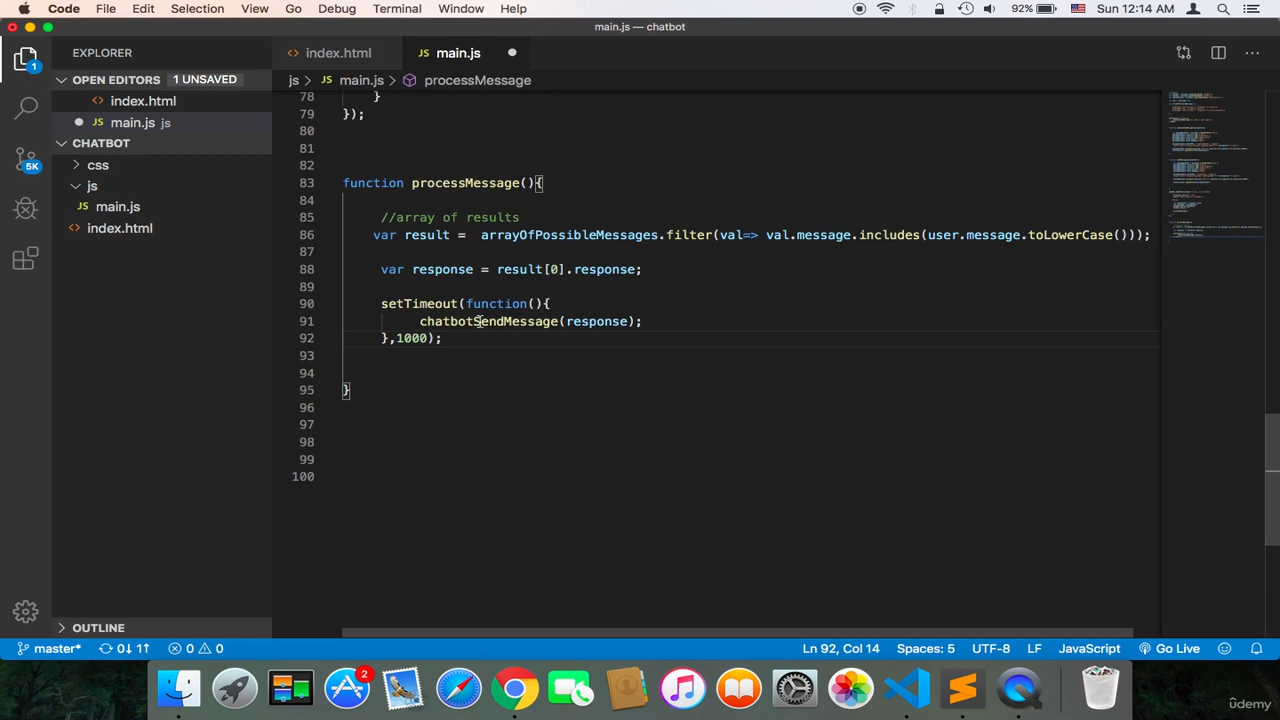 Code File Edit Selection View Go Debug Terminal Window Help 92% Sun 12:14 AM
main.js — chatbot
EXPLORER
index.html
main.js
OPEN EDITORS 1 UNSAVED
js main.js processMessage
index.html
main.js js
CHATBOT
css
js
main.js
index.html
1
5K
78 }
79 });
80
81
82
83 function processMessage(){
84
85 //array of results
86 var result = arrayOfPossibleMessages.filter(val=> val.message.includes(user.message.toLowerCase()));
87
88 var response = result[0].response;
89
90 setTimeout(function(){
91 chatbotSendMessage(response);
92 },1000);
93
94
95 }
96
97
98
99
100
OUTLINE
master* 0↓ 1↑ 0 0 Ln 92, Col 14 Spaces: 5 UTF-8 LF JavaScript Go Live
2
ûdemy